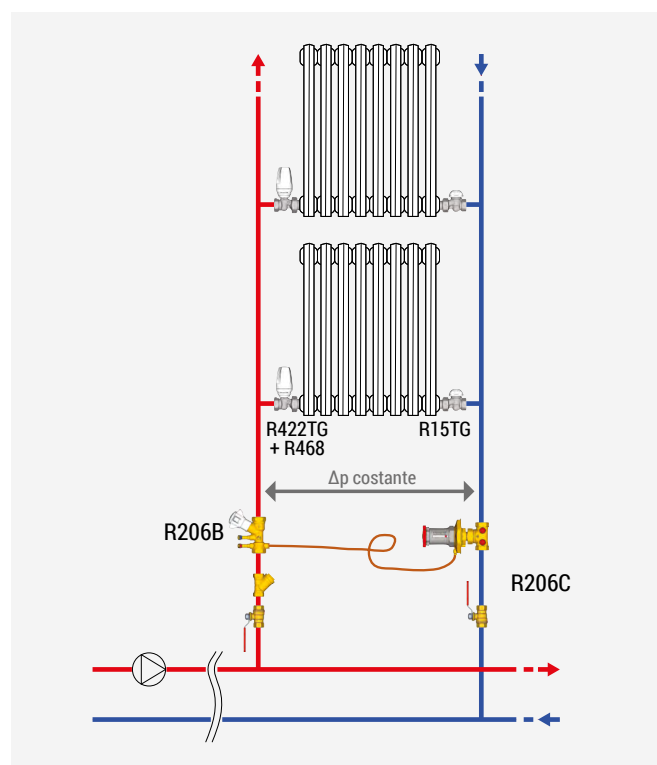 R422TG
+ R468
R15TG
Δp costante
R206B
R206C